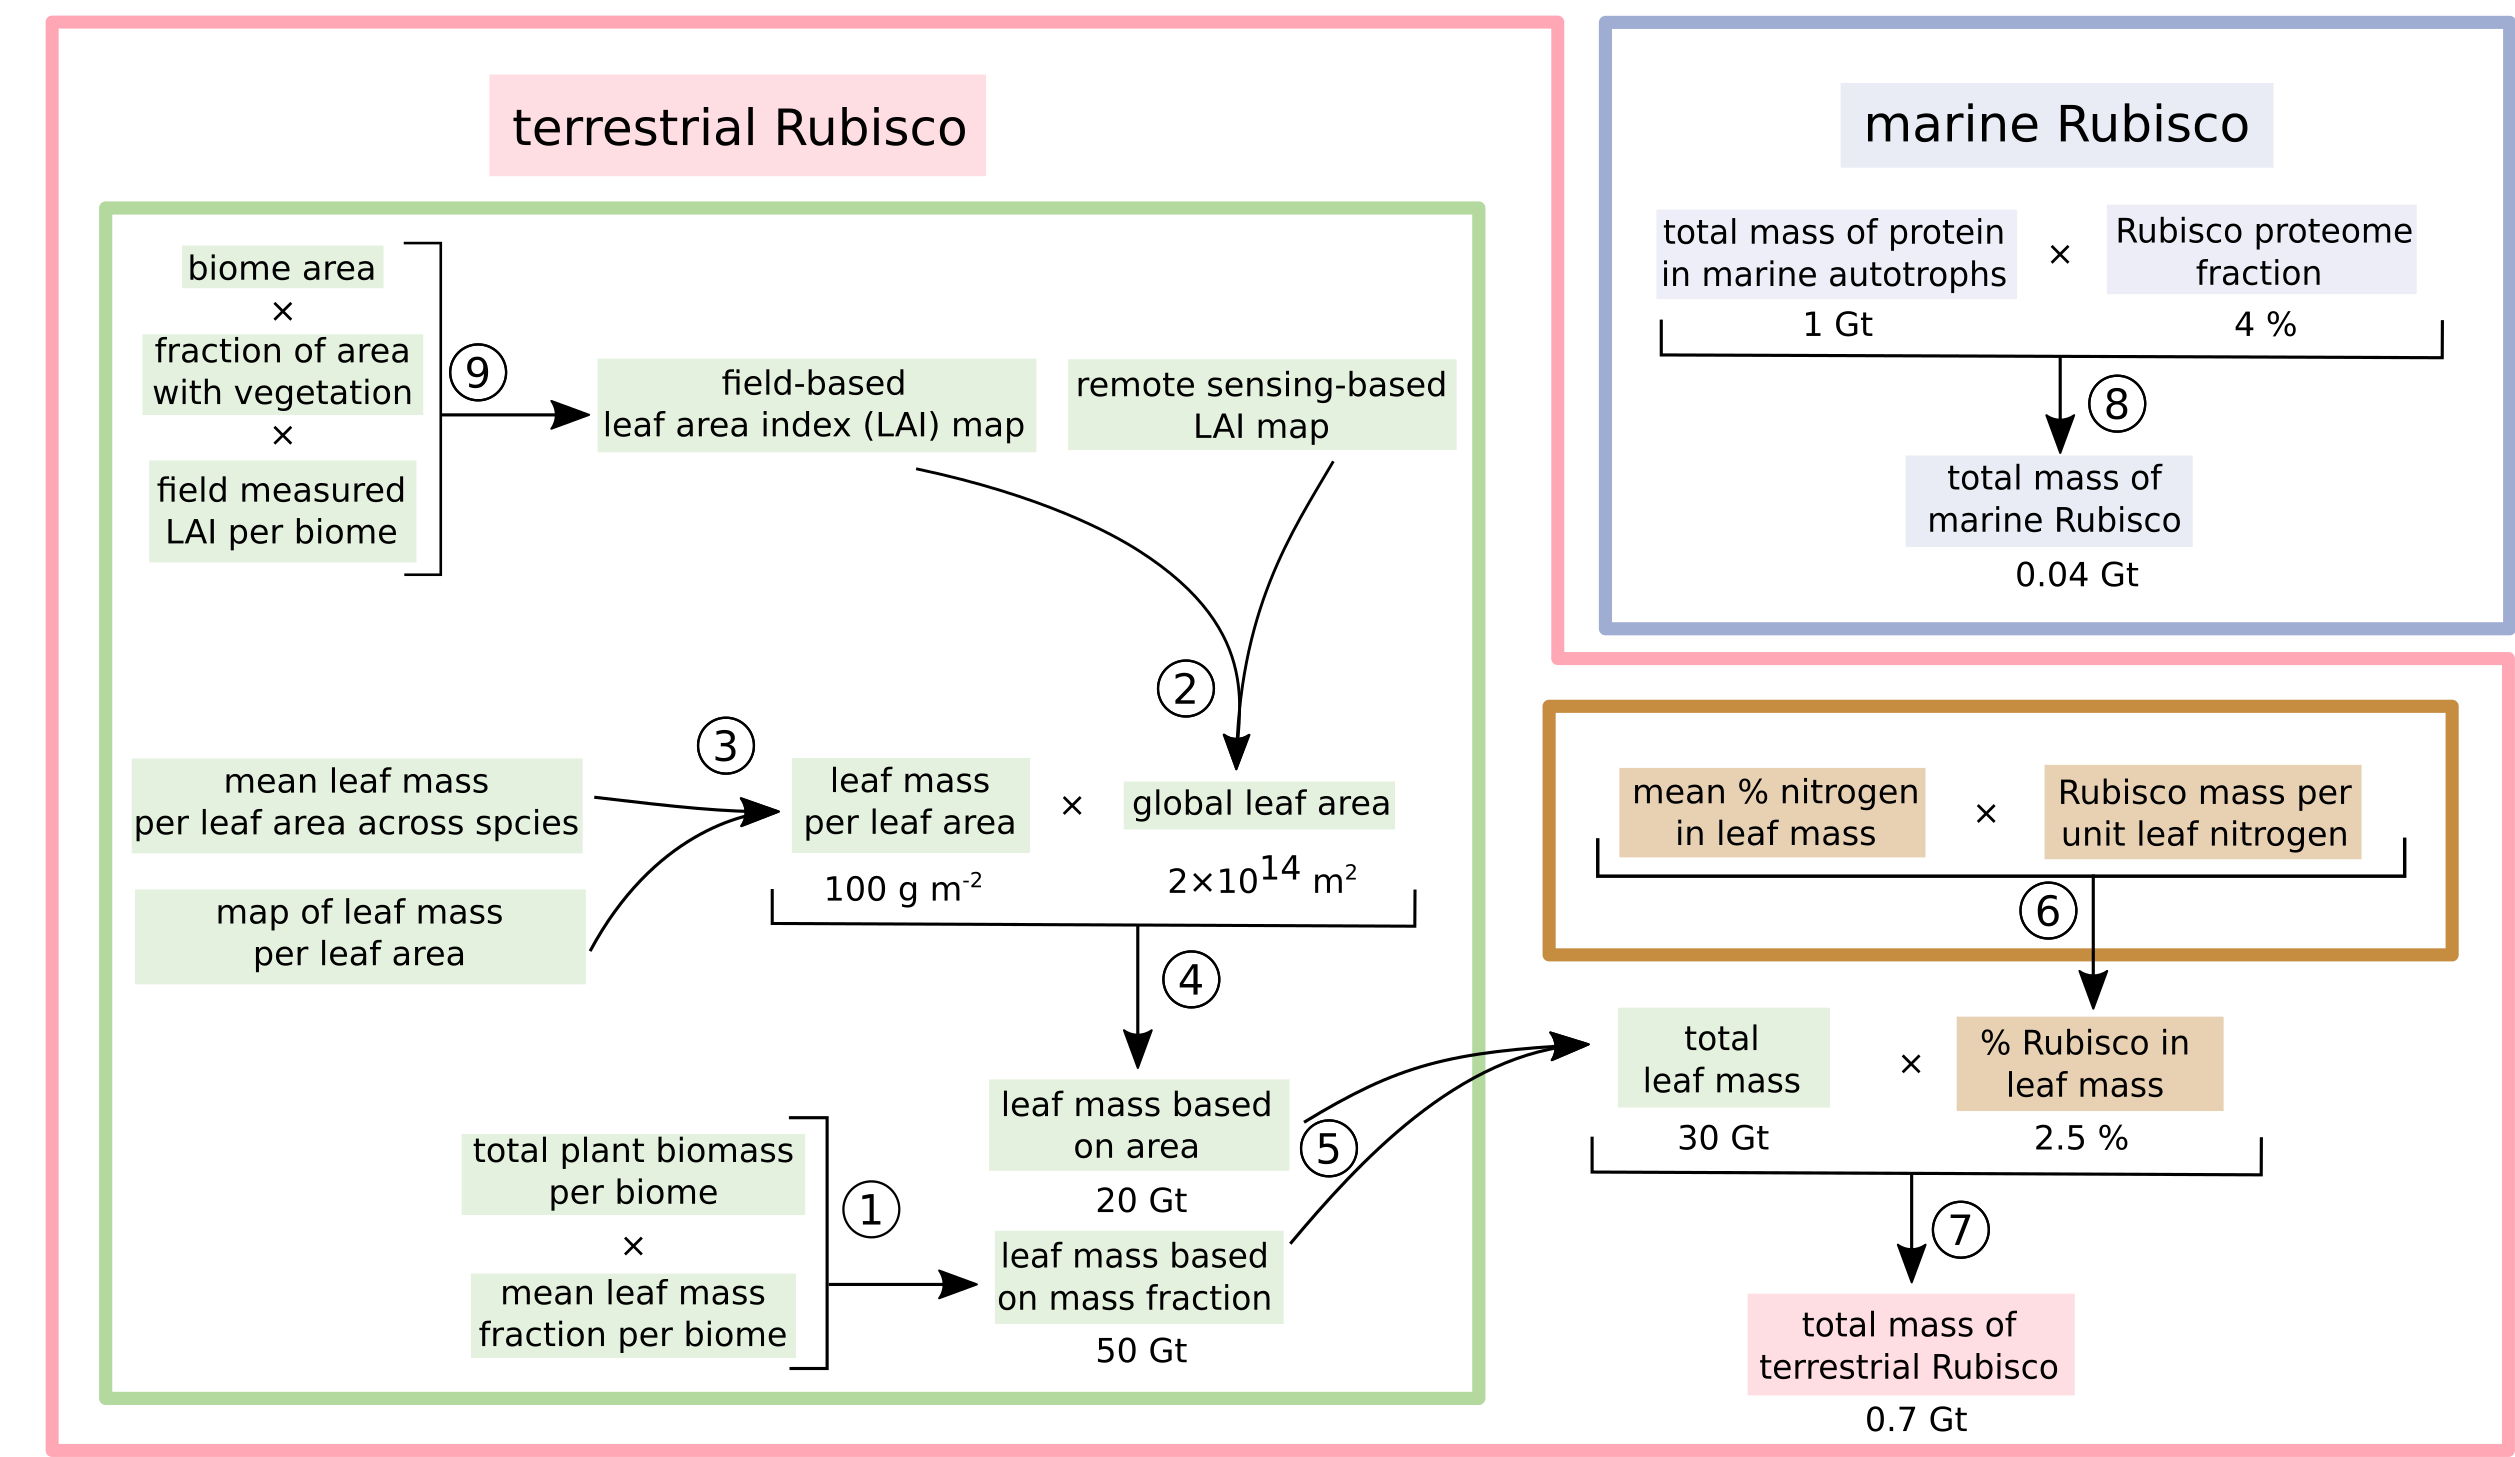 terrestrial Rubisco
biome area
×
fraction of area
with vegetation
×
field measured
LAI per biome
9
field-based
leaf area index (LAI) map
remote sensing-based
LAI map
2
3
mean leaf mass
per leaf area across spcies
map of leaf mass
per leaf area
leaf mass
per leaf area
×
global leaf area
100 g m⁻²
2×10¹⁴ m²
4
total plant biomass
per biome
×
mean leaf mass
fraction per biome
1
leaf mass based
on area
20 Gt
leaf mass based
on mass fraction
50 Gt
5
marine Rubisco
total mass of protein
in marine autotrophs
×
Rubisco proteome
fraction
1 Gt
4 %
8
total mass of
marine Rubisco
0.04 Gt
mean % nitrogen
in leaf mass
×
Rubisco mass per
unit leaf nitrogen
6
total
leaf mass
×
% Rubisco in
leaf mass
30 Gt
2.5 %
7
total mass of
terrestrial Rubisco
0.7 Gt